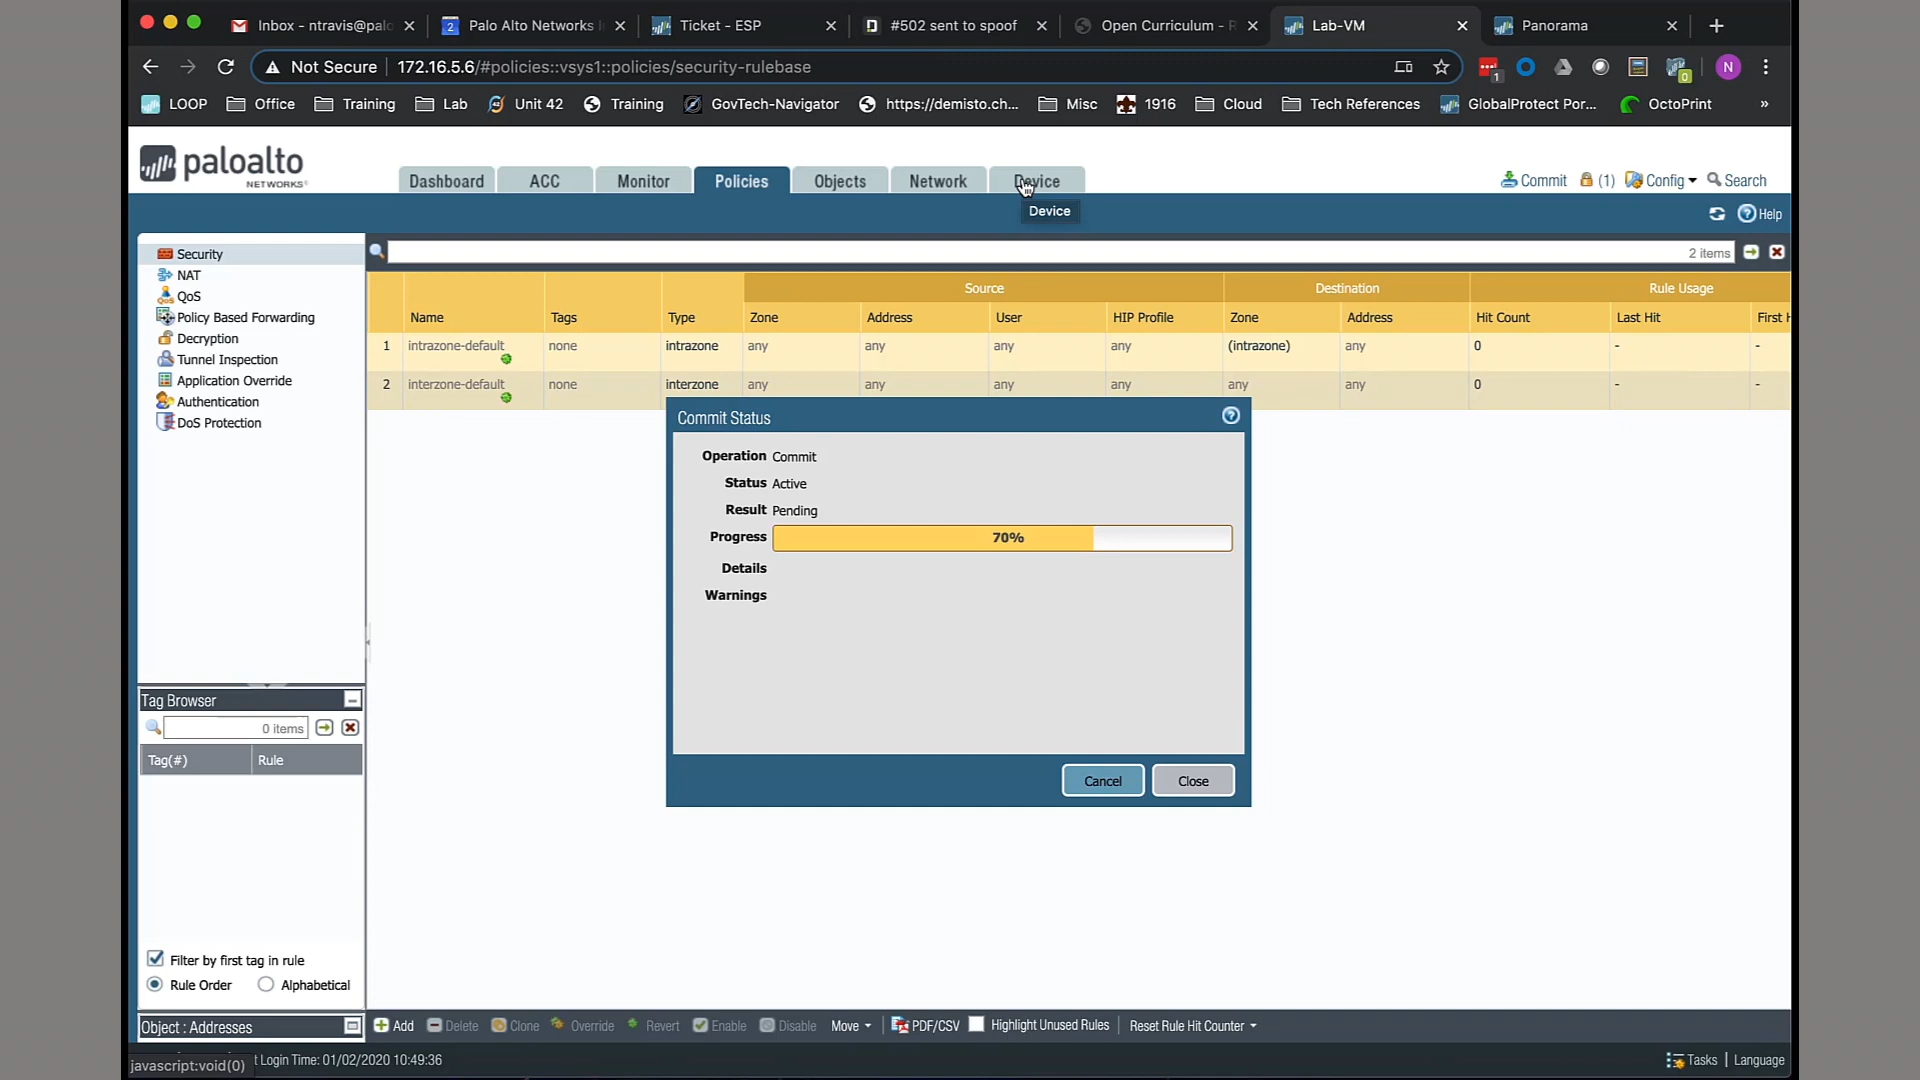 Inbox - ntravis@palo
Palo Alto Networks I
Ticket - ESP
#502 sent to spoof
Open Curriculum - R
Lab-VM
Panorama
Not Secure 172.16.5.6/#policies::vsys1::policies/security-rulebase
LOOP Office Training Lab Unit 42 Training GovTech-Navigator https://demisto.ch... Misc 1916 Cloud Tech References GlobalProtect Por... OctoPrint »
paloalto
NETWORKS
Dashboard ACC Monitor Policies Objects Network Device
Commit (1) Config Search
Device
Help
Security
NAT
QoS
Policy Based Forwarding
Decryption
Tunnel Inspection
Application Override
Authentication
DoS Protection
2 items
Source Destination Rule Usage
Name Tags Type Zone Address User HIP Profile Zone Address Hit Count Last Hit First H
1 intrazone-default none intrazone any any any any (intrazone) any 0 - -
2 interzone-default none interzone any any any any any any 0 - -
Commit Status
Operation Commit
Status Active
Result Pending
Progress 70%
Details
Warnings
Cancel Close
Tag Browser
0 items
Tag(#) Rule
Filter by first tag in rule
Rule Order Alphabetical
Object : Addresses
Add Delete Clone Override Revert Enable Disable Move PDF/CSV Highlight Unused Rules Reset Rule Hit Counter
javascript:void(0)
Login Time: 01/02/2020 10:49:36
Tasks | Language